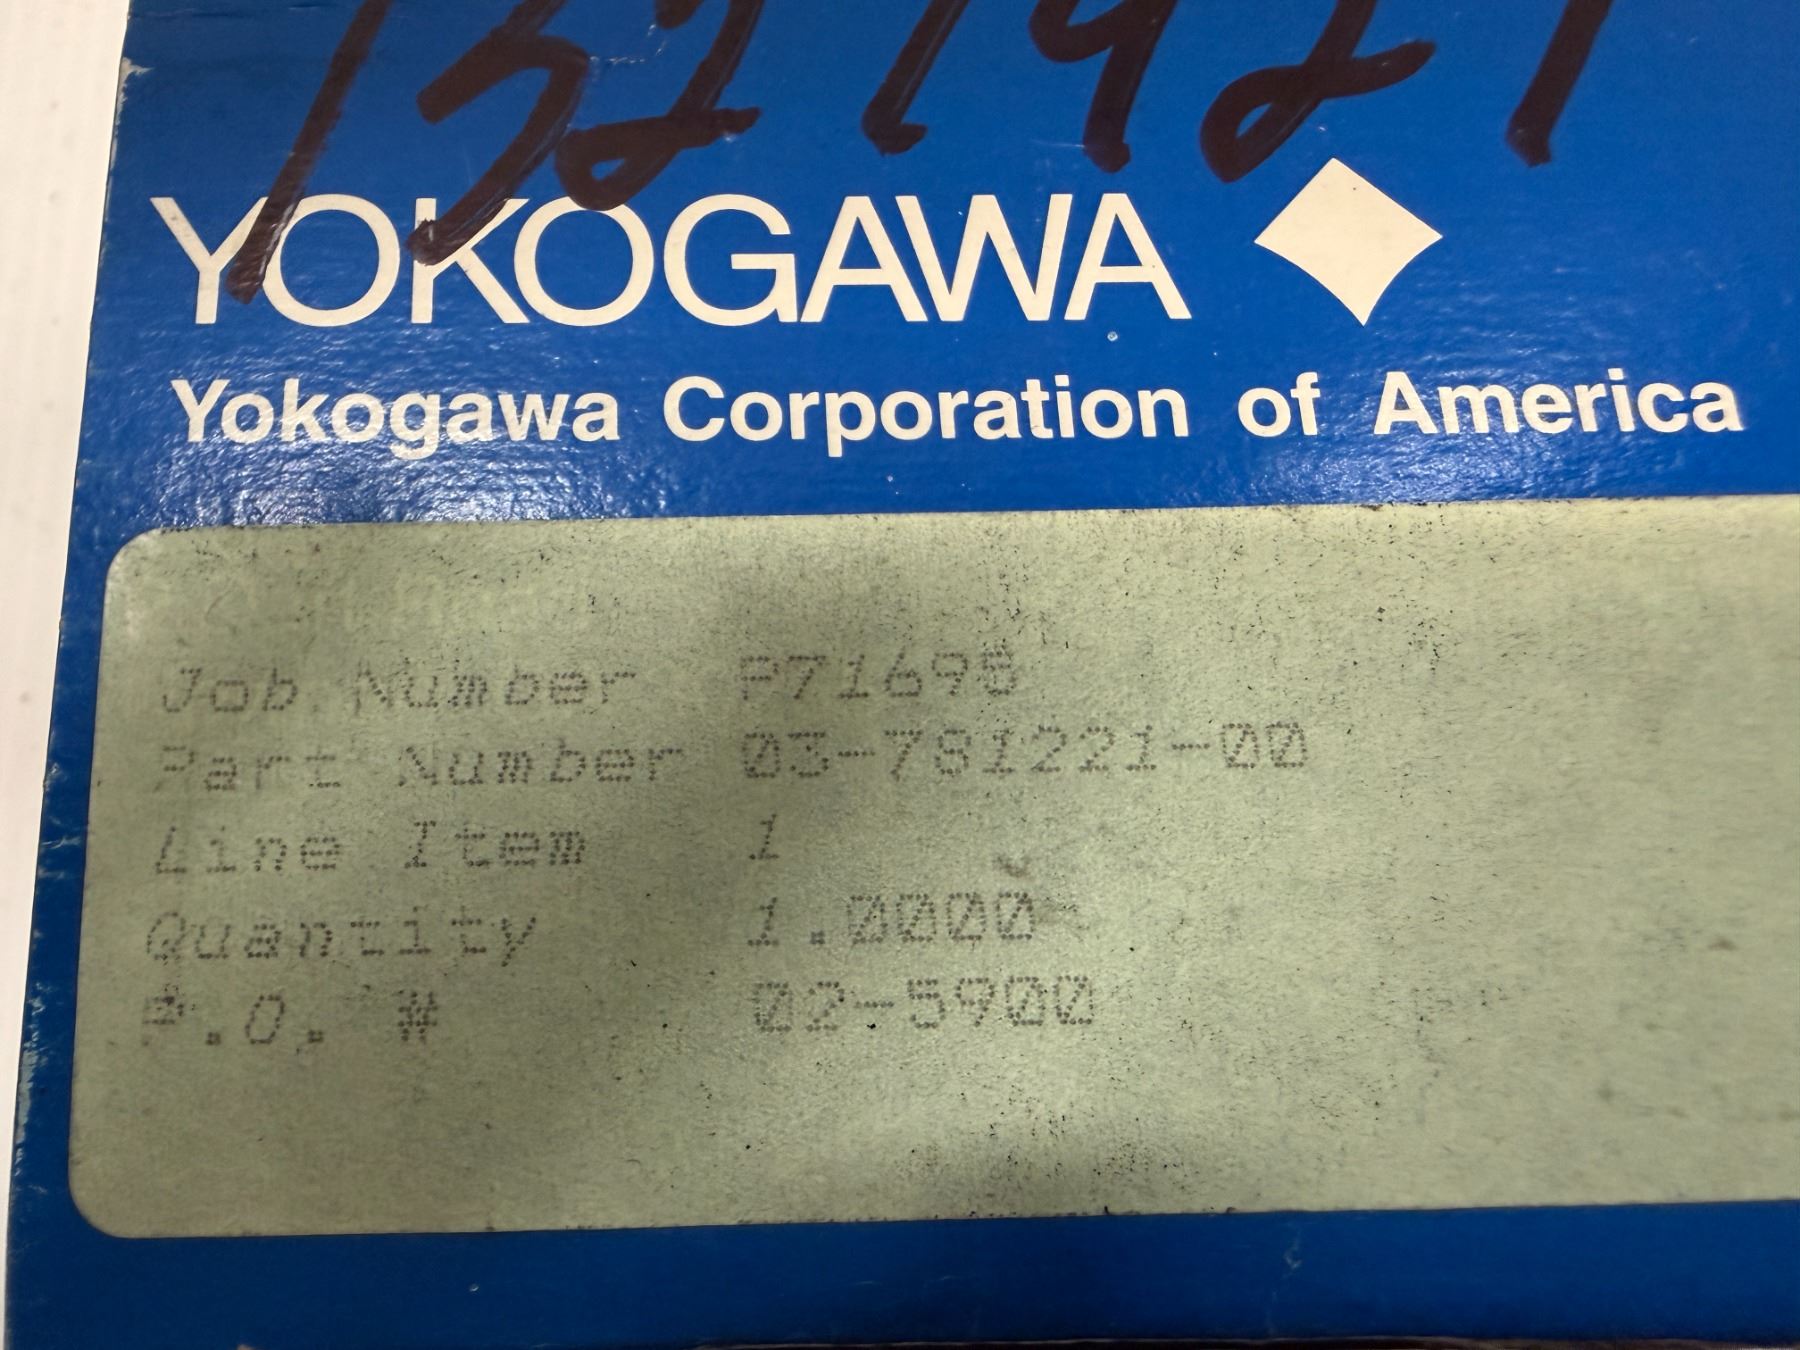 YOKOGAWA
Yokogawa Corporation of America
Job Number P71698
Part Number 03-781221-00
Line Item 1
Quantity 1.0000
P.O. # 02-5900